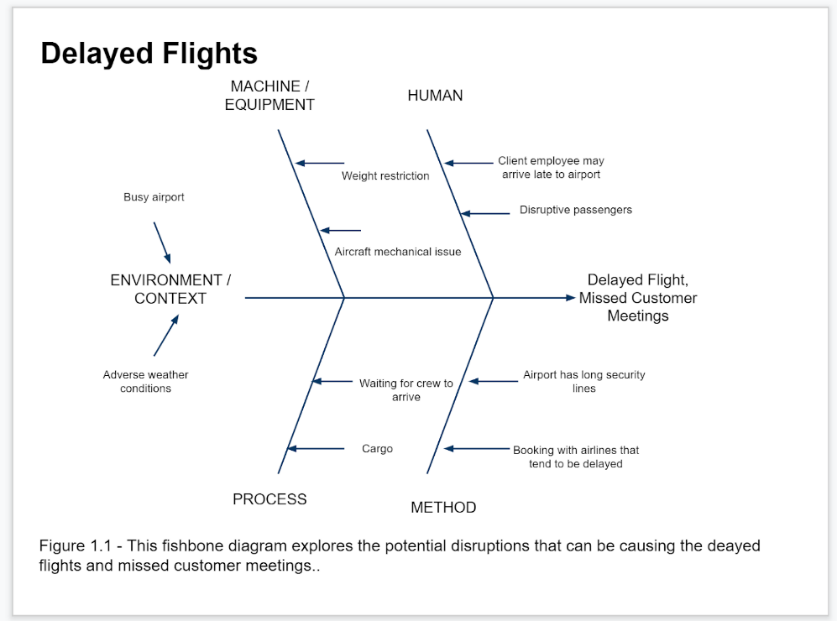 Delayed Flights
MACHINE /
EQUIPMENT
HUMAN
Client employee may
arrive late to airport
Weight restriction
Busy airport
Disruptive passengers
Aircraft mechanical issue
ENVIRONMENT /
CONTEXT
Delayed Flight,
Missed Customer
Meetings
Adverse weather
conditions
Waiting for crew to
arrive
Airport has long security
lines
Cargo
Booking with airlines that
tend to be delayed
PROCESS
METHOD
Figure 1.1 - This fishbone diagram explores the potential disruptions that can be causing the deayed
flights and missed customer meetings..